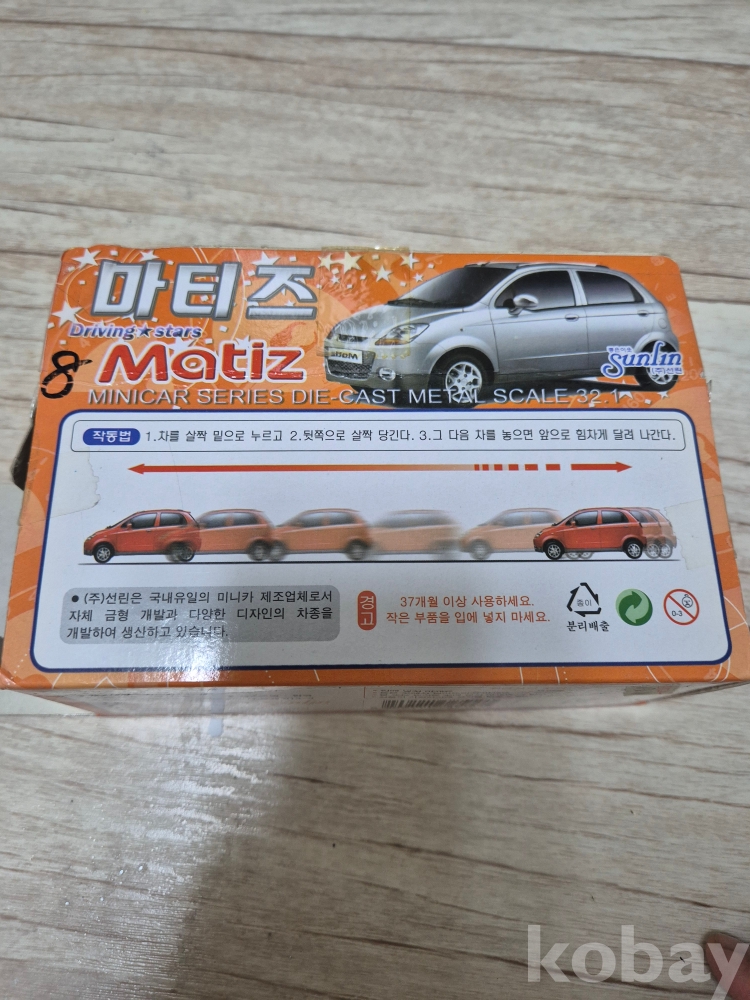 마티즈
Driving★stars
8 Matiz
좋은친구
Sunlin
(주)선린
MINICAR SERIES DIE-CAST METAL SCALE 32:1
작동법 1.차를 살짝 밑으로 누르고 2.뒷쪽으로 살짝 당긴다. 3.그 다음 차를 놓으면 앞으로 힘차게 달려 나간다.
● (주)선린은 국내유일의 미니카 제조업체로서
자체 금형 개발과 다양한 디자인의 차종을
개발하여 생산하고 있습니다.
경고
37개월 이상 사용하세요.
작은 부품을 입에 넣지 마세요.
종이
분리배출
0-3
kobay